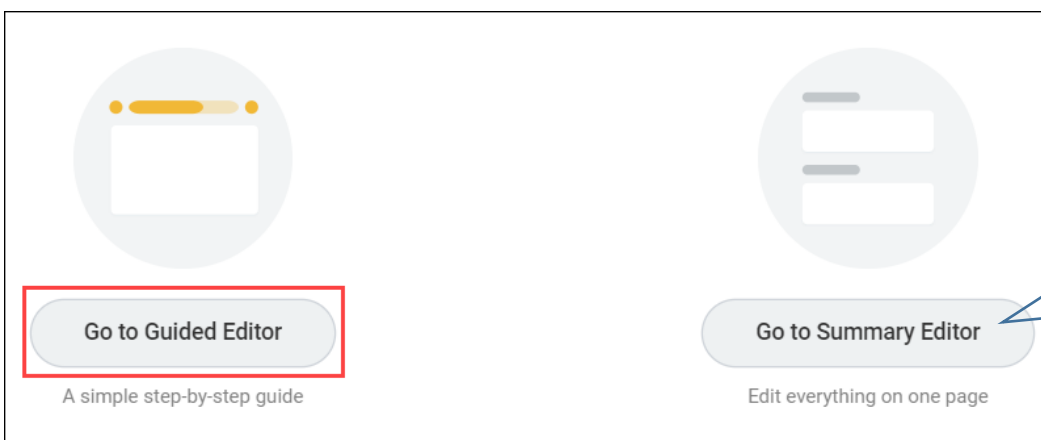 Go to Guided Editor
A simple step-by-step guide
Go to Summary Editor
Edit everything on one page